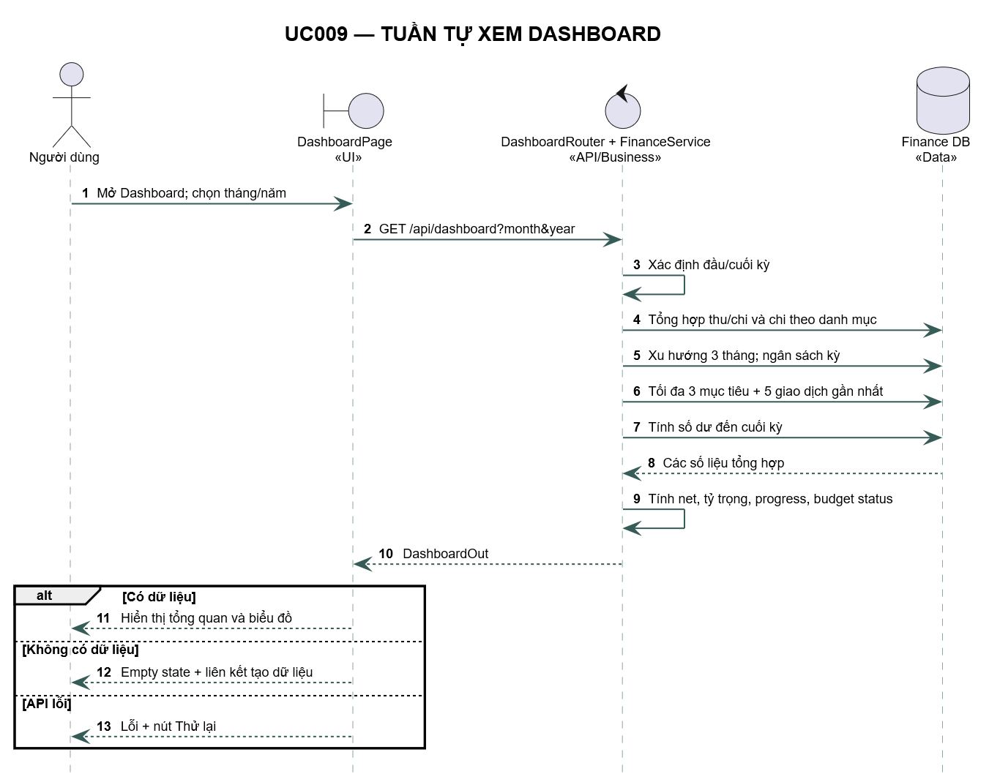 UC009 — TUẦN TỰ XEM DASHBOARD
Người dùng
DashboardPage
«UI»
DashboardRouter + FinanceService
«API/Business»
Finance DB
«Data»
1 Mở Dashboard; chọn tháng/năm
2 GET /api/dashboard?month&year
3 Xác định đầu/cuối kỳ
4 Tổng hợp thu/chi và chi theo danh mục
5 Xu hướng 3 tháng; ngân sách kỳ
6 Tối đa 3 mục tiêu + 5 giao dịch gần nhất
7 Tính số dư đến cuối kỳ
8 Các số liệu tổng hợp
9 Tính net, tỷ trọng, progress, budget status
10 DashboardOut
alt [Có dữ liệu]
11 Hiển thị tổng quan và biểu đồ
[Không có dữ liệu]
12 Empty state + liên kết tạo dữ liệu
[API lỗi]
13 Lỗi + nút Thử lại